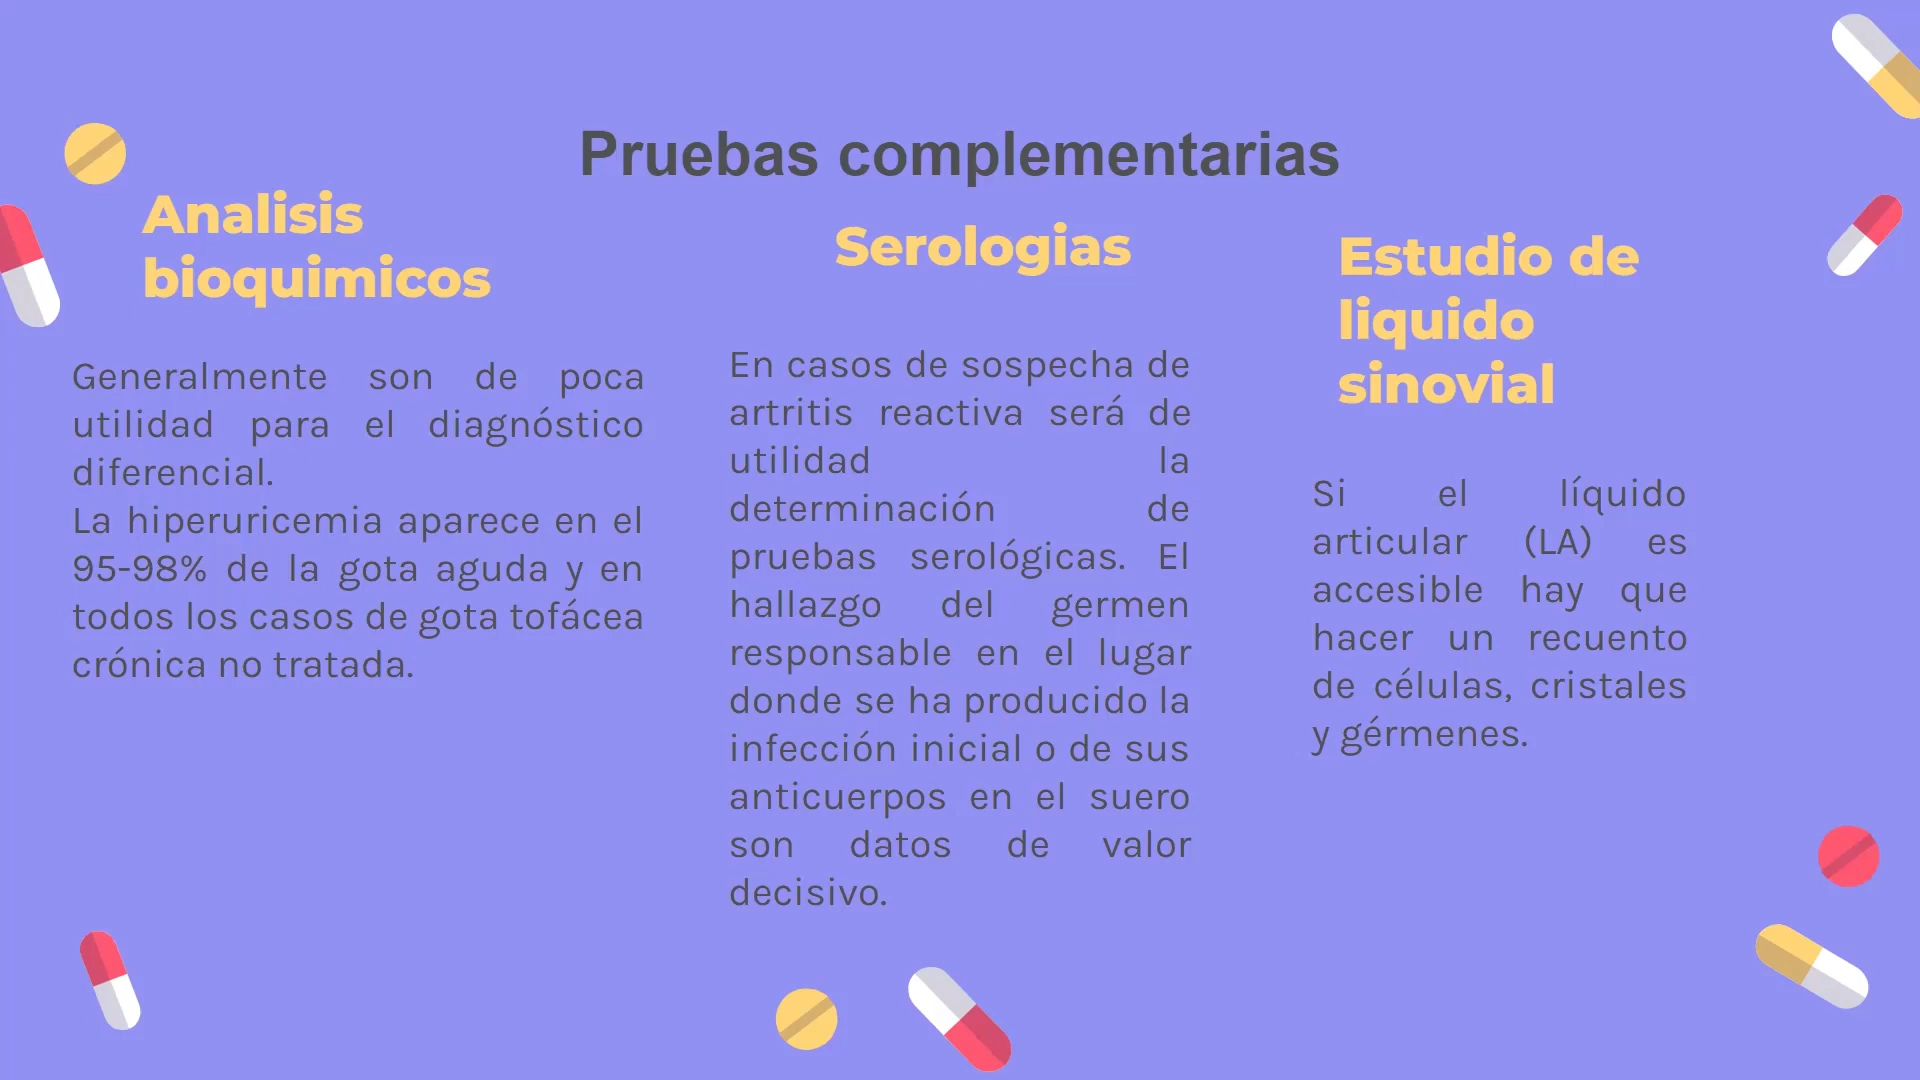 Pruebas complementarias
Analisis
bioquimicos
Generalmente son de poca
utilidad para el diagnóstico
diferencial.
La hiperuricemia aparece en el
95-98% de la gota aguda y en
todos los casos de gota tofácea
crónica no tratada.
Serologias
En casos de sospecha de
artritis reactiva será de
utilidad la
determinación de
pruebas serológicas. El
hallazgo del germen
responsable en el lugar
donde se ha producido la
infección inicial o de sus
anticuerpos en el suero
son datos de valor
decisivo.
Estudio de
liquido
sinovial
Si el líquido
articular (LA) es
accesible hay que
hacer un recuento
de células, cristales
y gérmenes.